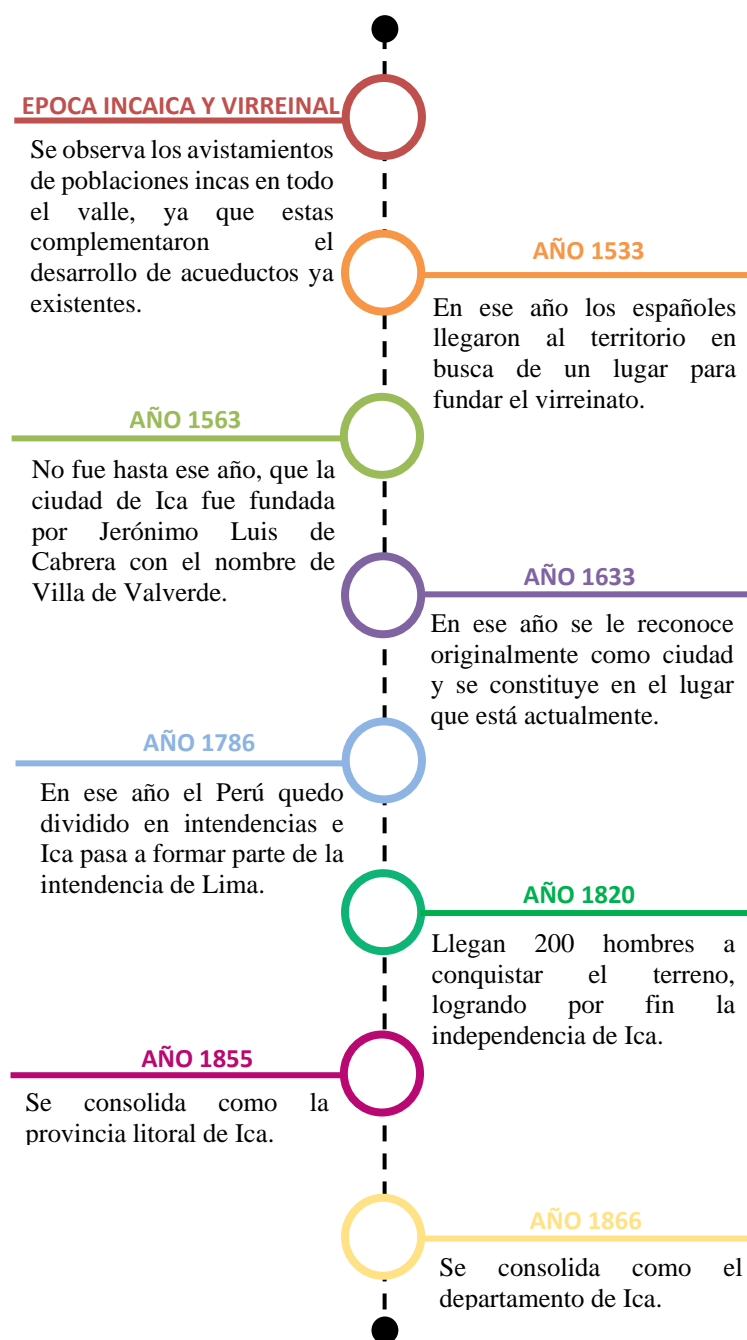 EPOCA INCAICA Y VIRREINAL
Se observa los avistamientos
de poblaciones incas en todo
el valle, ya que estas
complementaron el
desarrollo de acueductos ya
existentes.
AÑO 1533
En ese año los españoles
llegaron al territorio en
busca de un lugar para
fundar el virreinato.
AÑO 1563
No fue hasta ese año, que la
ciudad de Ica fue fundada
por Jerónimo Luis de
Cabrera con el nombre de
Villa de Valverde.
AÑO 1633
En ese año se le reconoce
originalmente como ciudad
y se constituye en el lugar
que está actualmente.
AÑO 1786
En ese año el Perú quedo
dividido en intendencias e
Ica pasa a formar parte de la
intendencia de Lima.
AÑO 1820
Llegan 200 hombres a
conquistar el terreno,
logrando por fin la
independencia de Ica.
AÑO 1855
Se consolida como la
provincia litoral de Ica.
AÑO 1866
Se consolida como el
departamento de Ica.